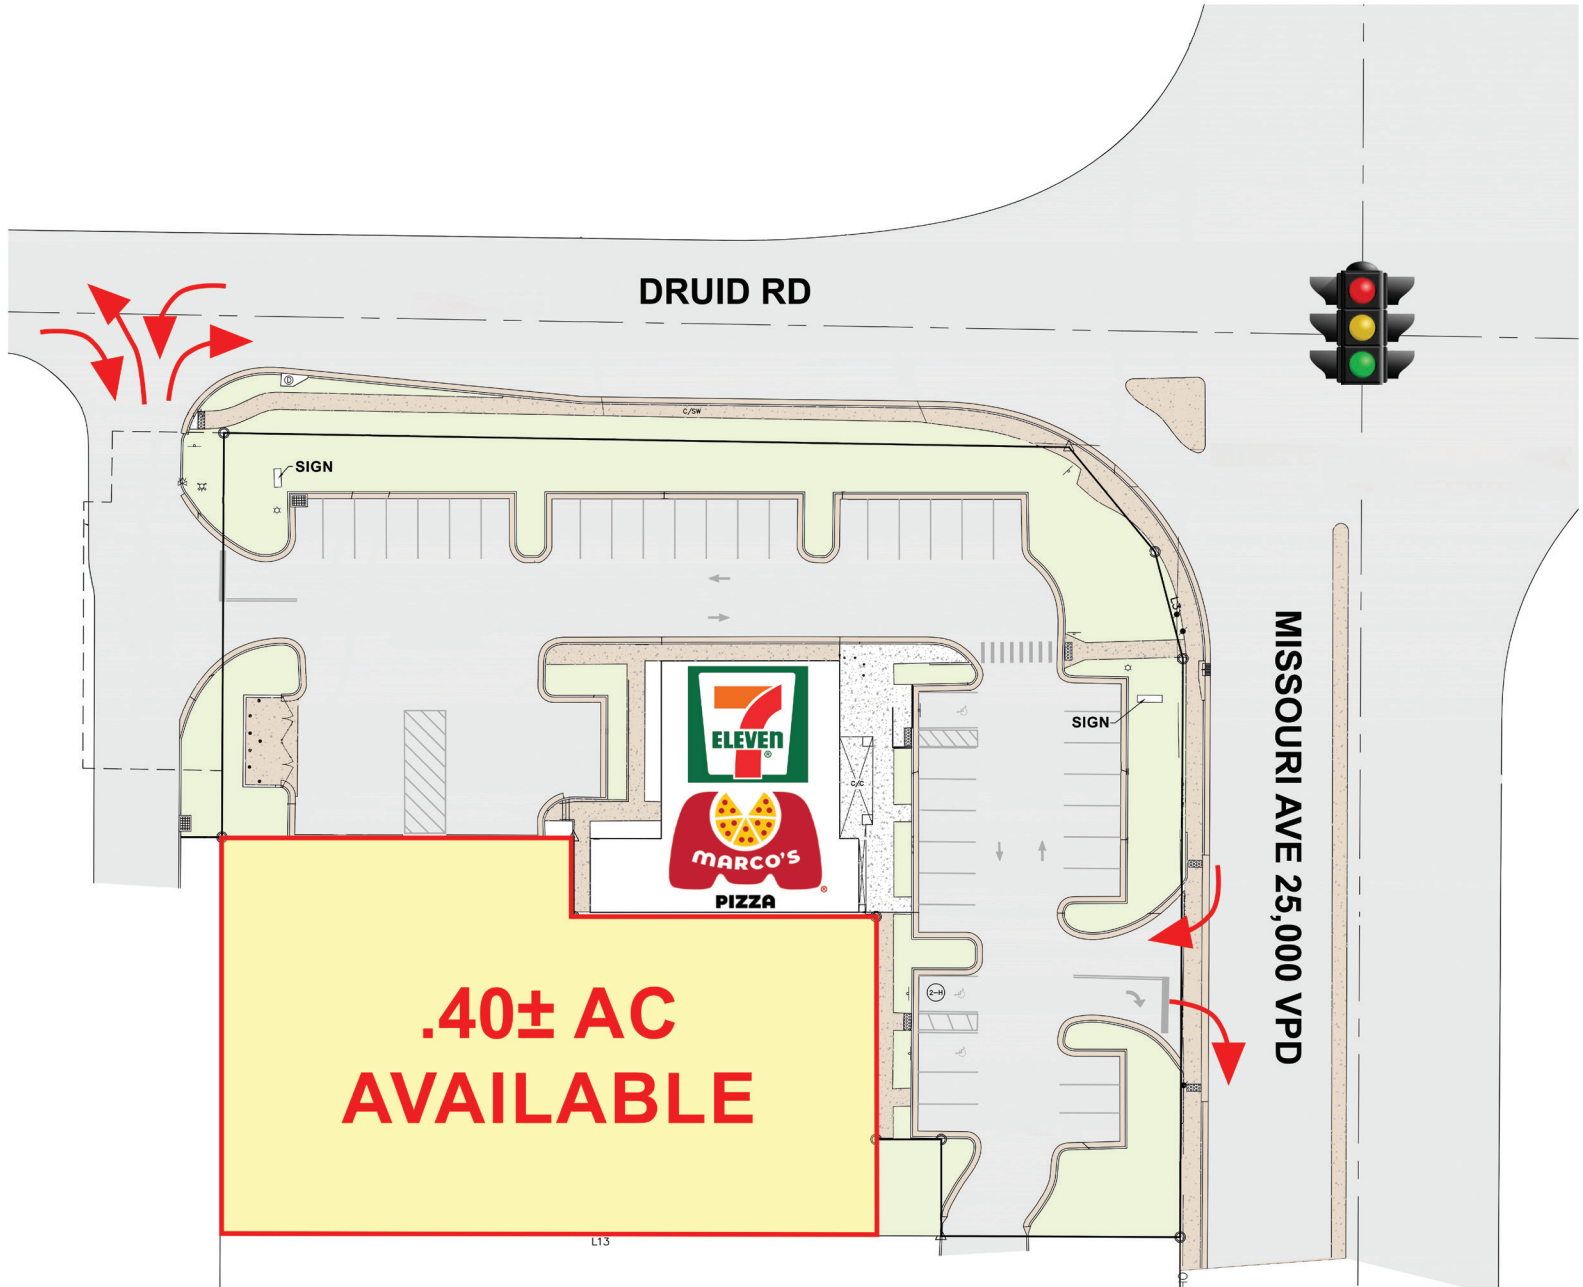 DRUID RD
D
C/SW
SIGN
L3
7
ELEVEN
®
SIGN
C/C
MARCO'S
®
PIZZA
MISSOURI AVE 25,000 VPD
2-H
.40± AC
AVAILABLE
L13